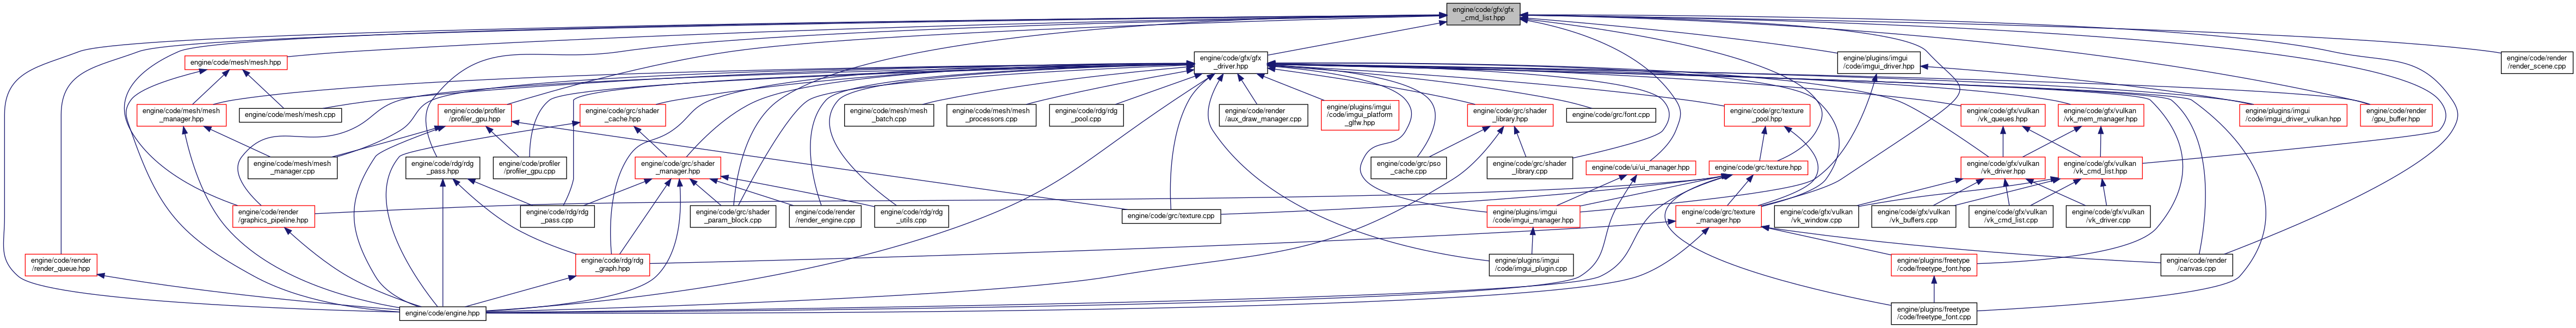 engine/code/gfx/gfx
_cmd_list.hpp
engine/code/mesh/mesh.hpp
engine/code/gfx/gfx
_driver.hpp
engine/plugins/imgui
/code/imgui_driver.hpp
engine/code/render
/render_scene.cpp
engine/code/mesh/mesh
_manager.hpp
engine/code/mesh/mesh.cpp
engine/code/profiler
/profiler_gpu.hpp
engine/code/grc/shader
_cache.hpp
engine/code/mesh/mesh
_batch.cpp
engine/code/mesh/mesh
_processors.cpp
engine/code/rdg/rdg
_pool.cpp
engine/code/render
/aux_draw_manager.cpp
engine/plugins/imgui
/code/imgui_platform
_glfw.hpp
engine/code/grc/shader
_library.hpp
engine/code/grc/font.cpp
engine/code/grc/texture
_pool.hpp
engine/code/gfx/vulkan
/vk_queues.hpp
engine/code/gfx/vulkan
/vk_mem_manager.hpp
engine/plugins/imgui
/code/imgui_driver_vulkan.hpp
engine/code/render
/gpu_buffer.hpp
engine/code/mesh/mesh
_manager.cpp
engine/code/rdg/rdg
_pass.hpp
engine/code/profiler
/profiler_gpu.cpp
engine/code/grc/shader
_manager.hpp
engine/code/grc/pso
_cache.cpp
engine/code/grc/shader
_library.cpp
engine/code/ui/ui_manager.hpp
engine/code/grc/texture.hpp
engine/code/gfx/vulkan
/vk_driver.hpp
engine/code/gfx/vulkan
/vk_cmd_list.hpp
engine/code/render
/graphics_pipeline.hpp
engine/code/rdg/rdg
_pass.cpp
engine/code/grc/shader
_param_block.cpp
engine/code/render
/render_engine.cpp
engine/code/rdg/rdg
_utils.cpp
engine/code/grc/texture.cpp
engine/plugins/imgui
/code/imgui_manager.hpp
engine/code/grc/texture
_manager.hpp
engine/code/gfx/vulkan
/vk_window.cpp
engine/code/gfx/vulkan
/vk_buffers.cpp
engine/code/gfx/vulkan
/vk_cmd_list.cpp
engine/code/gfx/vulkan
/vk_driver.cpp
engine/code/render
/render_queue.hpp
engine/code/rdg/rdg
_graph.hpp
engine/plugins/imgui
/code/imgui_plugin.cpp
engine/plugins/freetype
/code/freetype_font.hpp
engine/code/render
/canvas.cpp
engine/code/engine.hpp
engine/plugins/freetype
/code/freetype_font.cpp